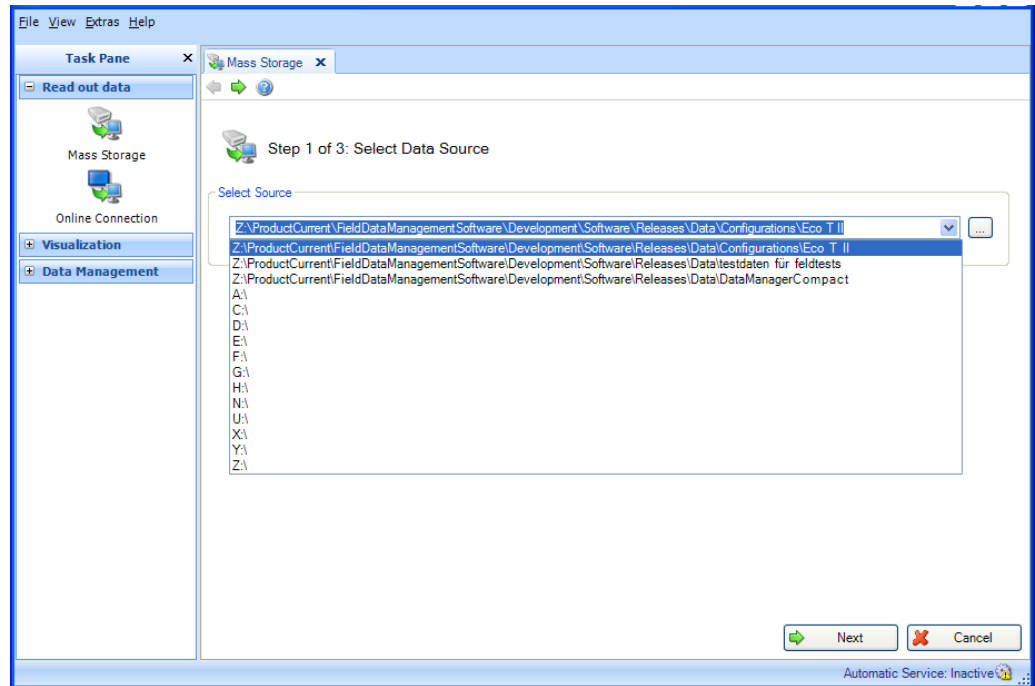 File View Extras Help
Task Pane x
Mass Storage x
Read out data
Mass Storage
Online Connection
Visualization
Data Management
Step 1 of 3: Select Data Source
Select Source
Z:\ProductCurrent\FieldDataManagementSoftware\Development\Software\Releases\Data\Configurations\Eco T II
...
Z:\ProductCurrent\FieldDataManagementSoftware\Development\Software\Releases\Data\Configurations\Eco T II
Z:\ProductCurrent\FieldDataManagementSoftware\Development\Software\Releases\Data\testdaten für feldtests
Z:\ProductCurrent\FieldDataManagementSoftware\Development\Software\Releases\Data\DataManagerCompact
A:\
C:\
D:\
E:\
F:\
G:\
H:\
N:\
U:\
X:\
Y:\
Z:\
Next
Cancel
Automatic Service: Inactive